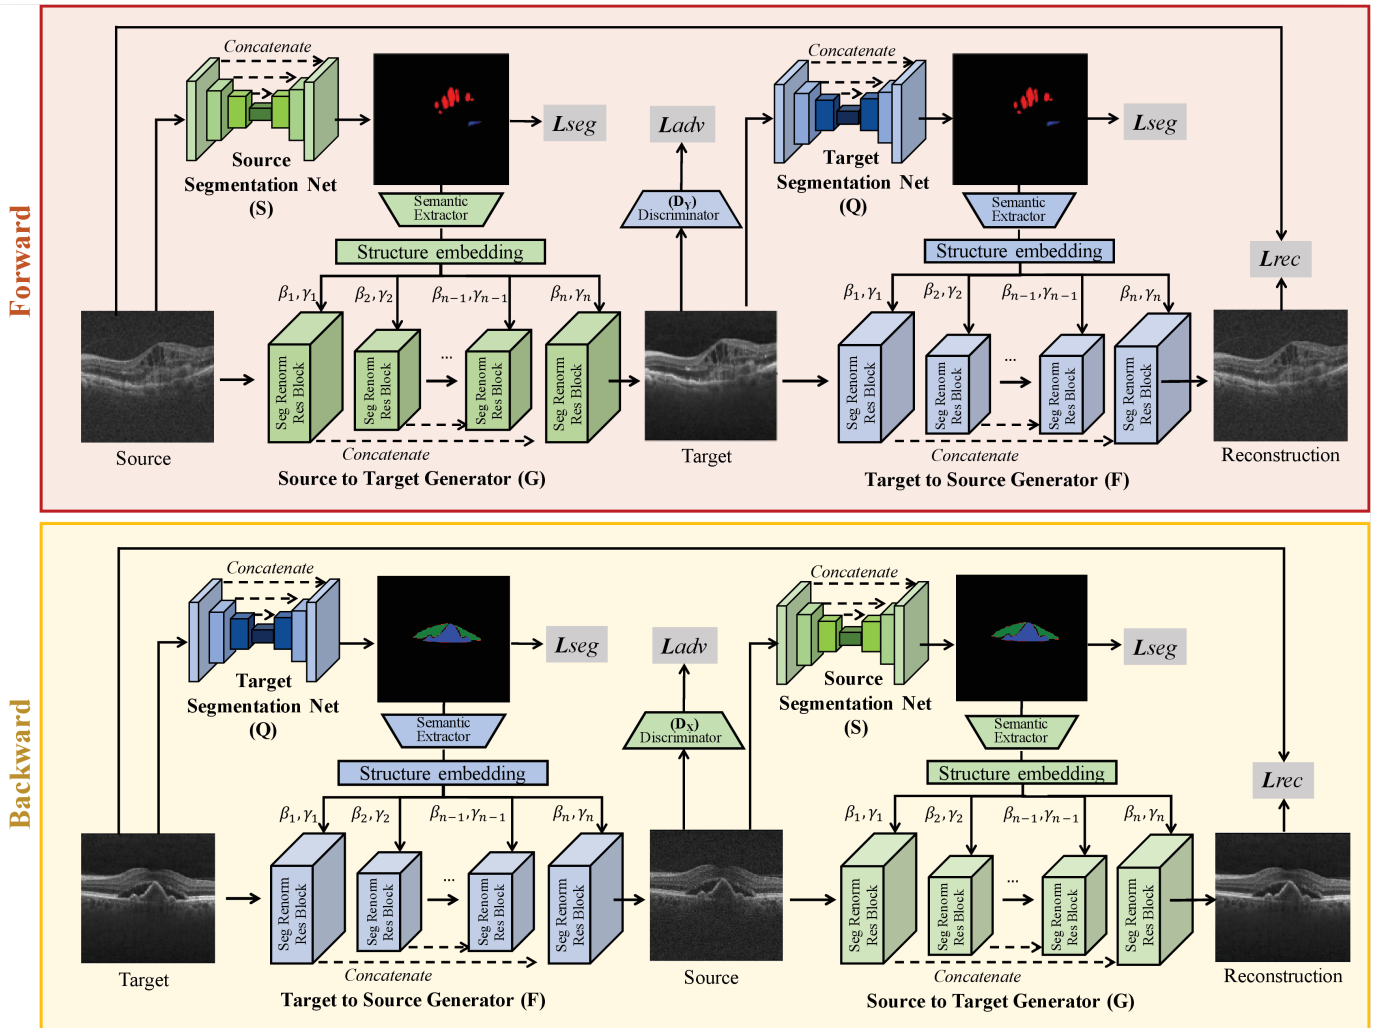 Forward
Concatenate
Source
Segmentation Net
(S)
Lseg
Semantic
Extractor
Structure embedding
β1,γ1
β2,γ2
βn−1,γn−1
βn,γn
Seg Renorm
Res Block
Seg Renorm
Res Block
...
Seg Renorm
Res Block
Seg Renorm
Res Block
Concatenate
Source
Source to Target Generator (G)
Ladv
(DY)
Discriminator
Target
Concatenate
Target
Segmentation Net
(Q)
Lseg
Semantic
Extractor
Structure embedding
β1,γ1
β2,γ2
βn−1,γn−1
βn,γn
Seg Renorm
Res Block
Seg Renorm
Res Block
...
Seg Renorm
Res Block
Seg Renorm
Res Block
Concatenate
Target to Source Generator (F)
Lrec
Reconstruction
Backward
Concatenate
Target
Segmentation Net
(Q)
Lseg
Semantic
Extractor
Structure embedding
β1,γ1
β2,γ2
βn−1,γn−1
βn,γn
Seg Renorm
Res Block
Seg Renorm
Res Block
...
Seg Renorm
Res Block
Seg Renorm
Res Block
Concatenate
Target
Target to Source Generator (F)
Ladv
(DX)
Discriminator
Source
Concatenate
Source
Segmentation Net
(S)
Lseg
Semantic
Extractor
Structure embedding
β1,γ1
β2,γ2
βn−1,γn−1
βn,γn
Seg Renorm
Res Block
Seg Renorm
Res Block
...
Seg Renorm
Res Block
Seg Renorm
Res Block
Concatenate
Source to Target Generator (G)
Lrec
Reconstruction